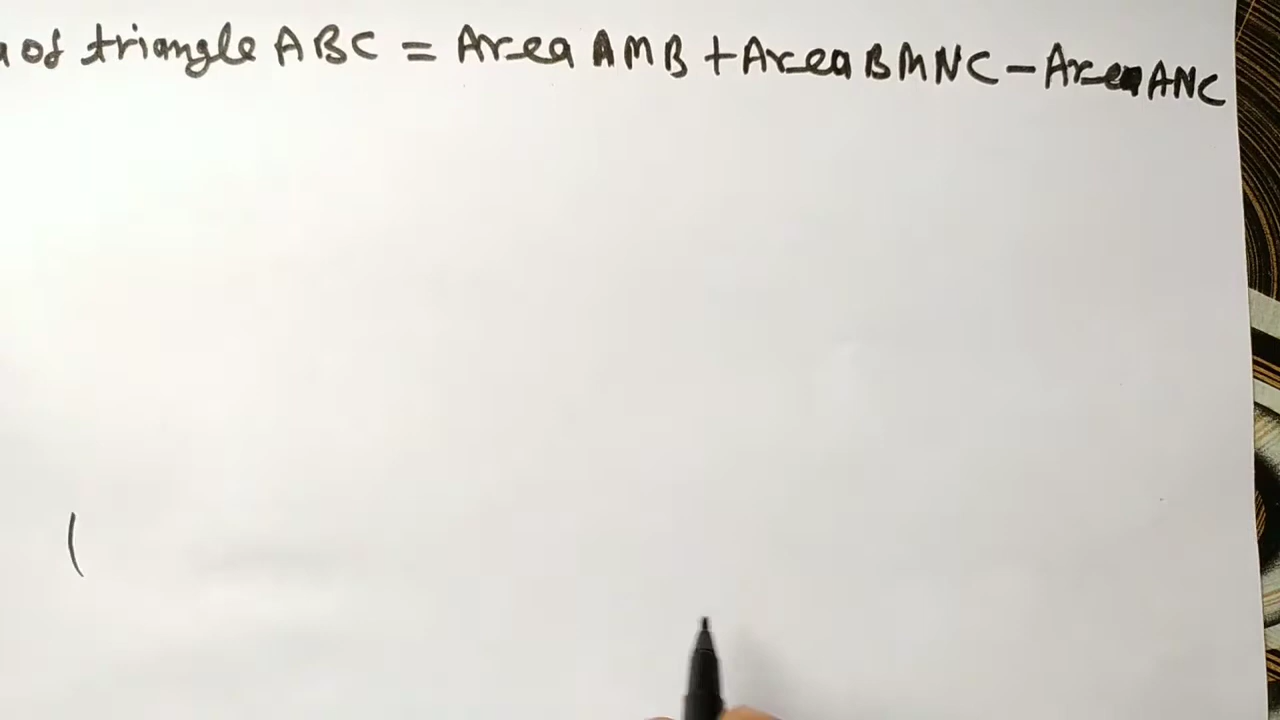 of triangle ABC = Area AMB + Area BMNC - Area ANC
(